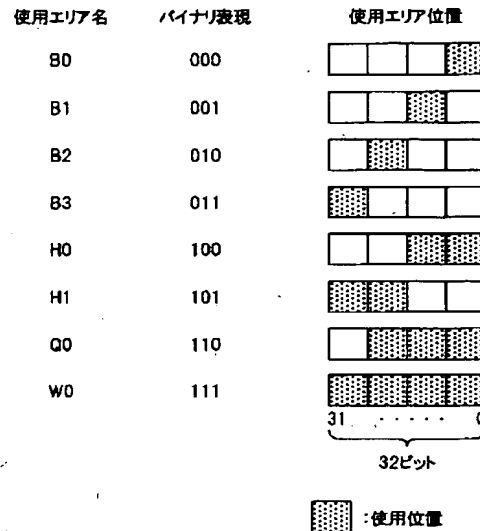 使用エリア名 バイナリ表現 使用エリア位置
B0 000
B1 001
B2 010
B3 011
H0 100
H1 101
Q0 110
W0 111
31 ・・・・・ 0
32ビット
:使用位置